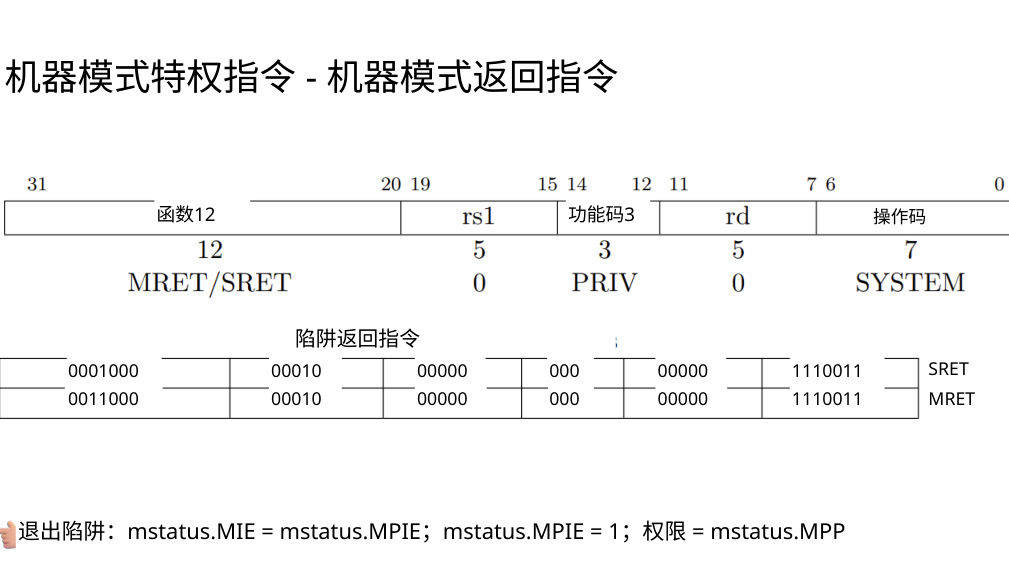 机器模式特权指令 - 机器模式返回指令
31 20 19 15 14 12 11 7 6 0
函数12 rs1 功能码3 rd 操作码
12 5 3 5 7
MRET/SRET 0 PRIV 0 SYSTEM
陷阱返回指令
0001000 00010 00000 000 00000 1110011 SRET
0011000 00010 00000 000 00000 1110011 MRET
退出陷阱：mstatus.MIE = mstatus.MPIE；mstatus.MPIE = 1；权限 = mstatus.MPP